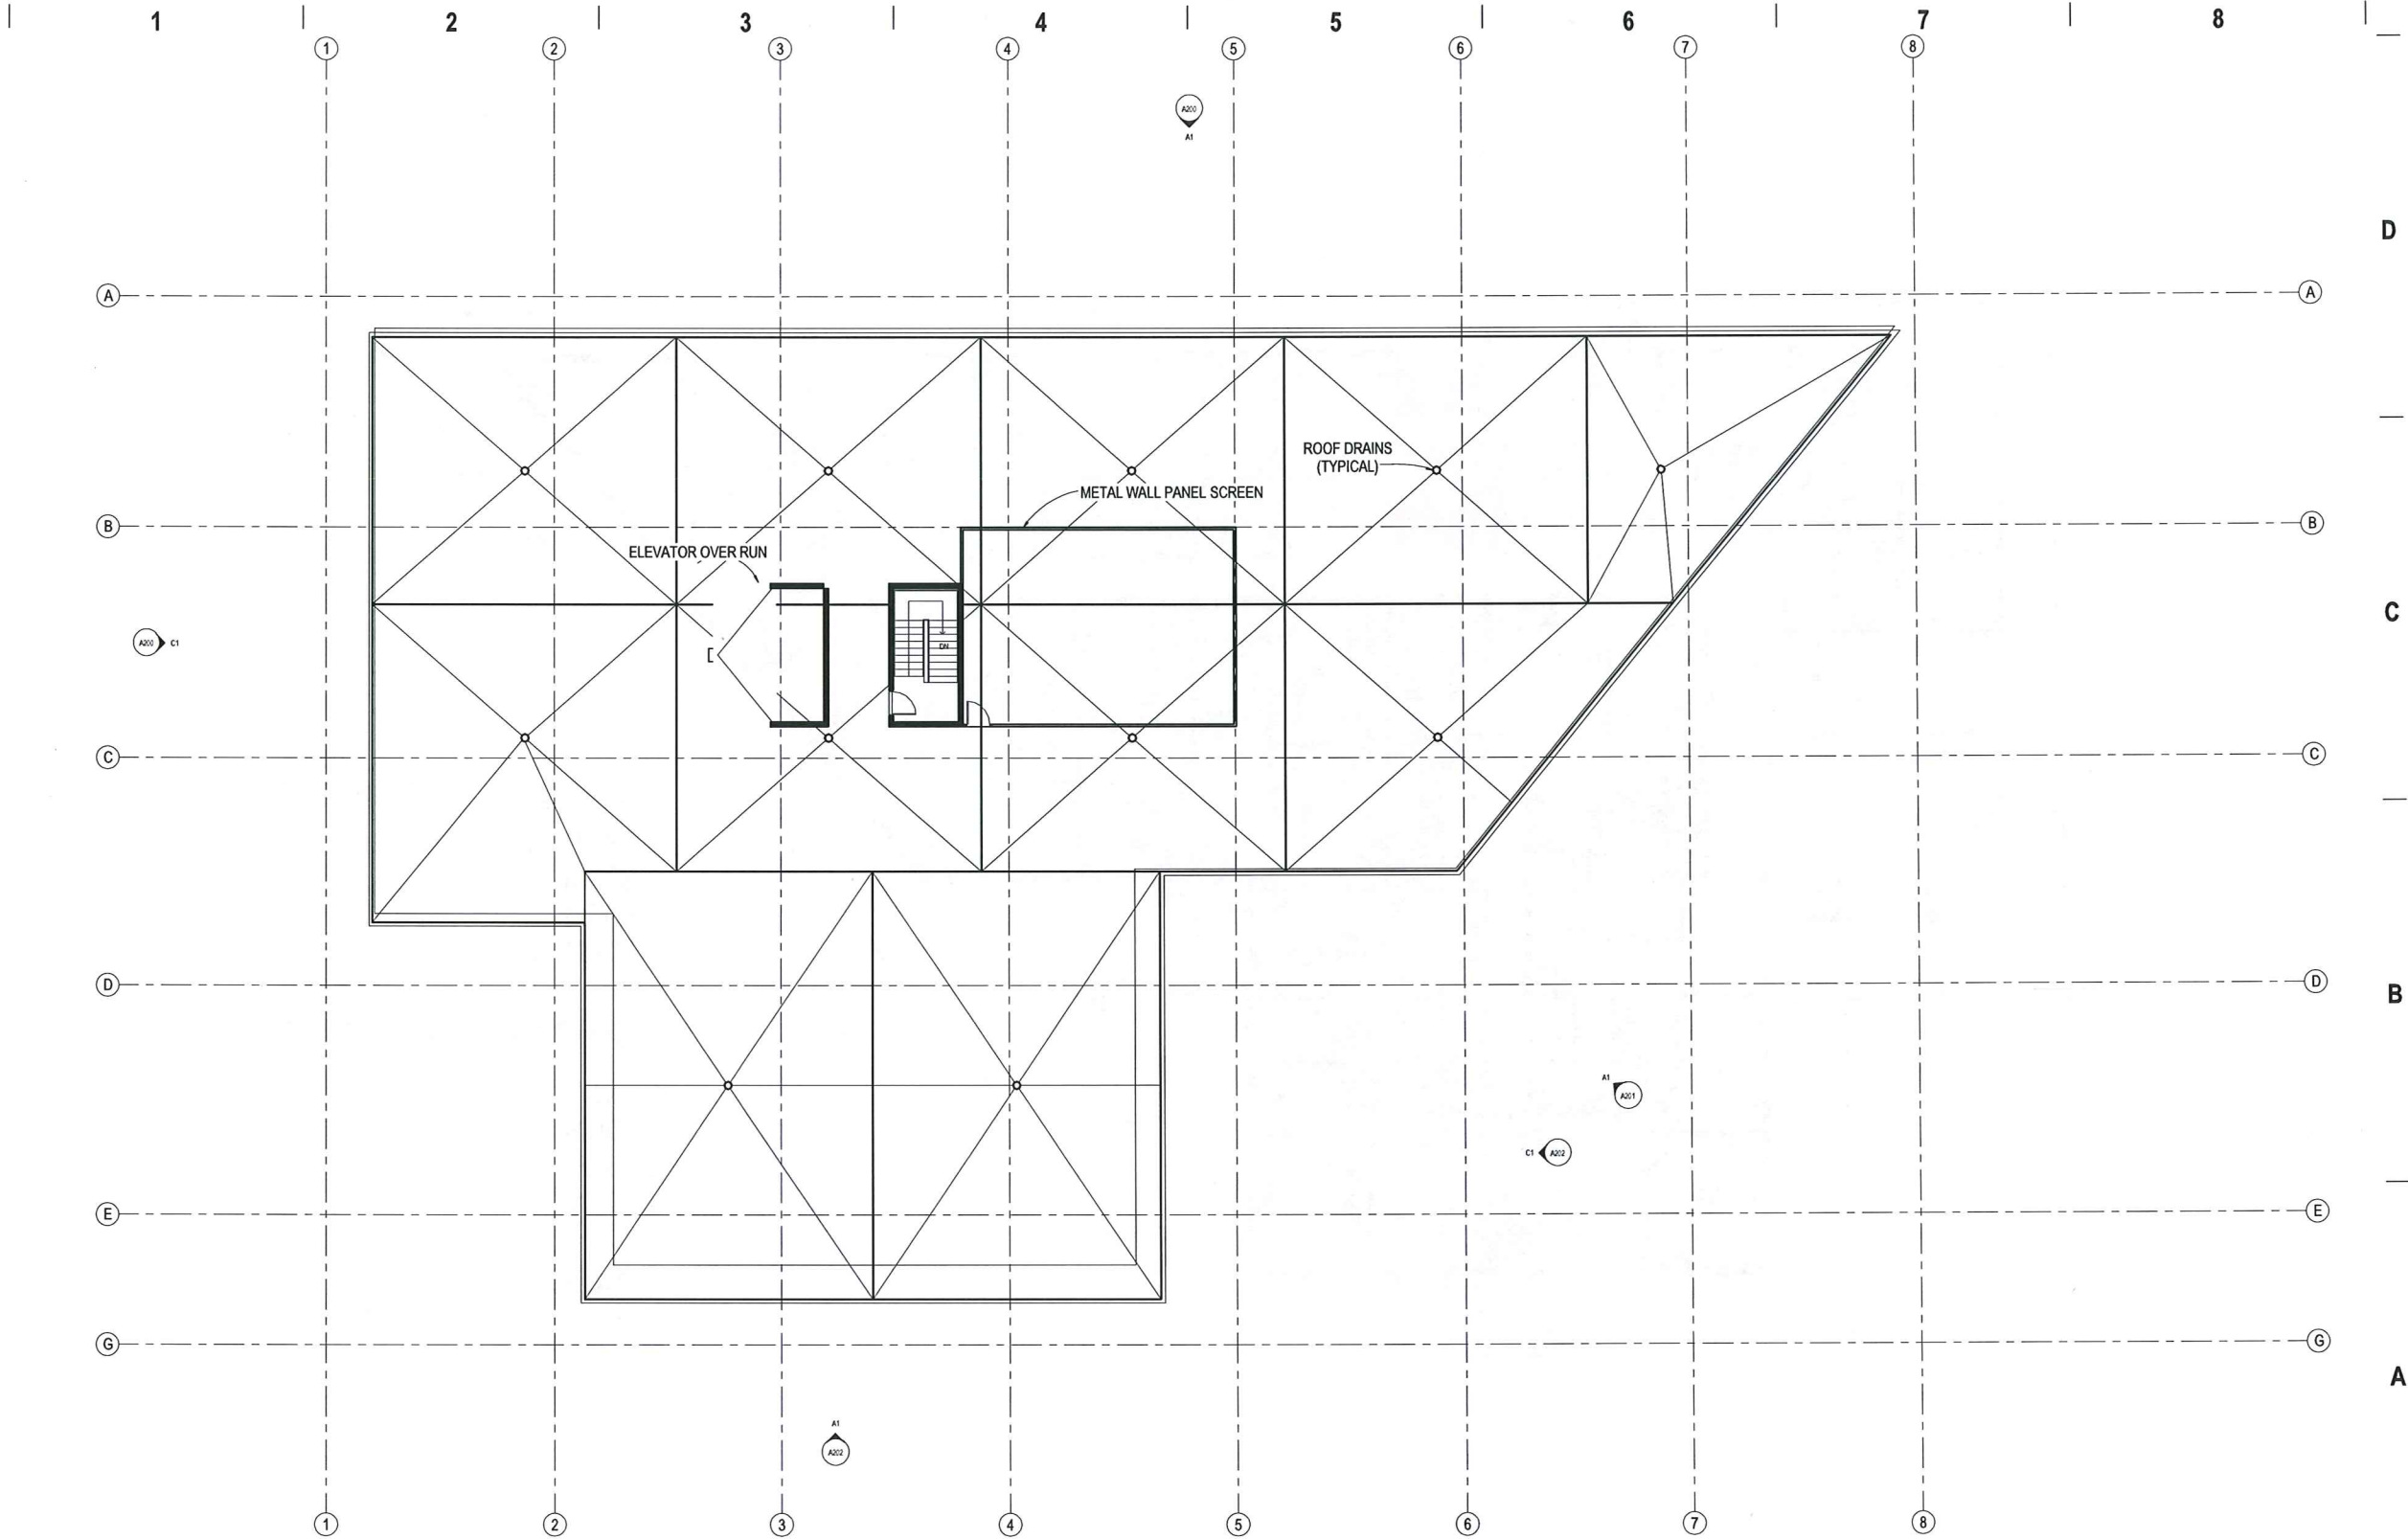 1 2 3 4 5 6 7 8
1 2 3 4 5 6 7 8
A200
A1
D
A A
ROOF DRAINS
(TYPICAL)
METAL WALL PANEL SCREEN
B B
ELEVATOR OVER RUN
C
A200 C1
DN
C C
D D
B
A1
A201
C1 A202
E E
G G
A
A1
A202
1 2 3 4 5 6 7 8